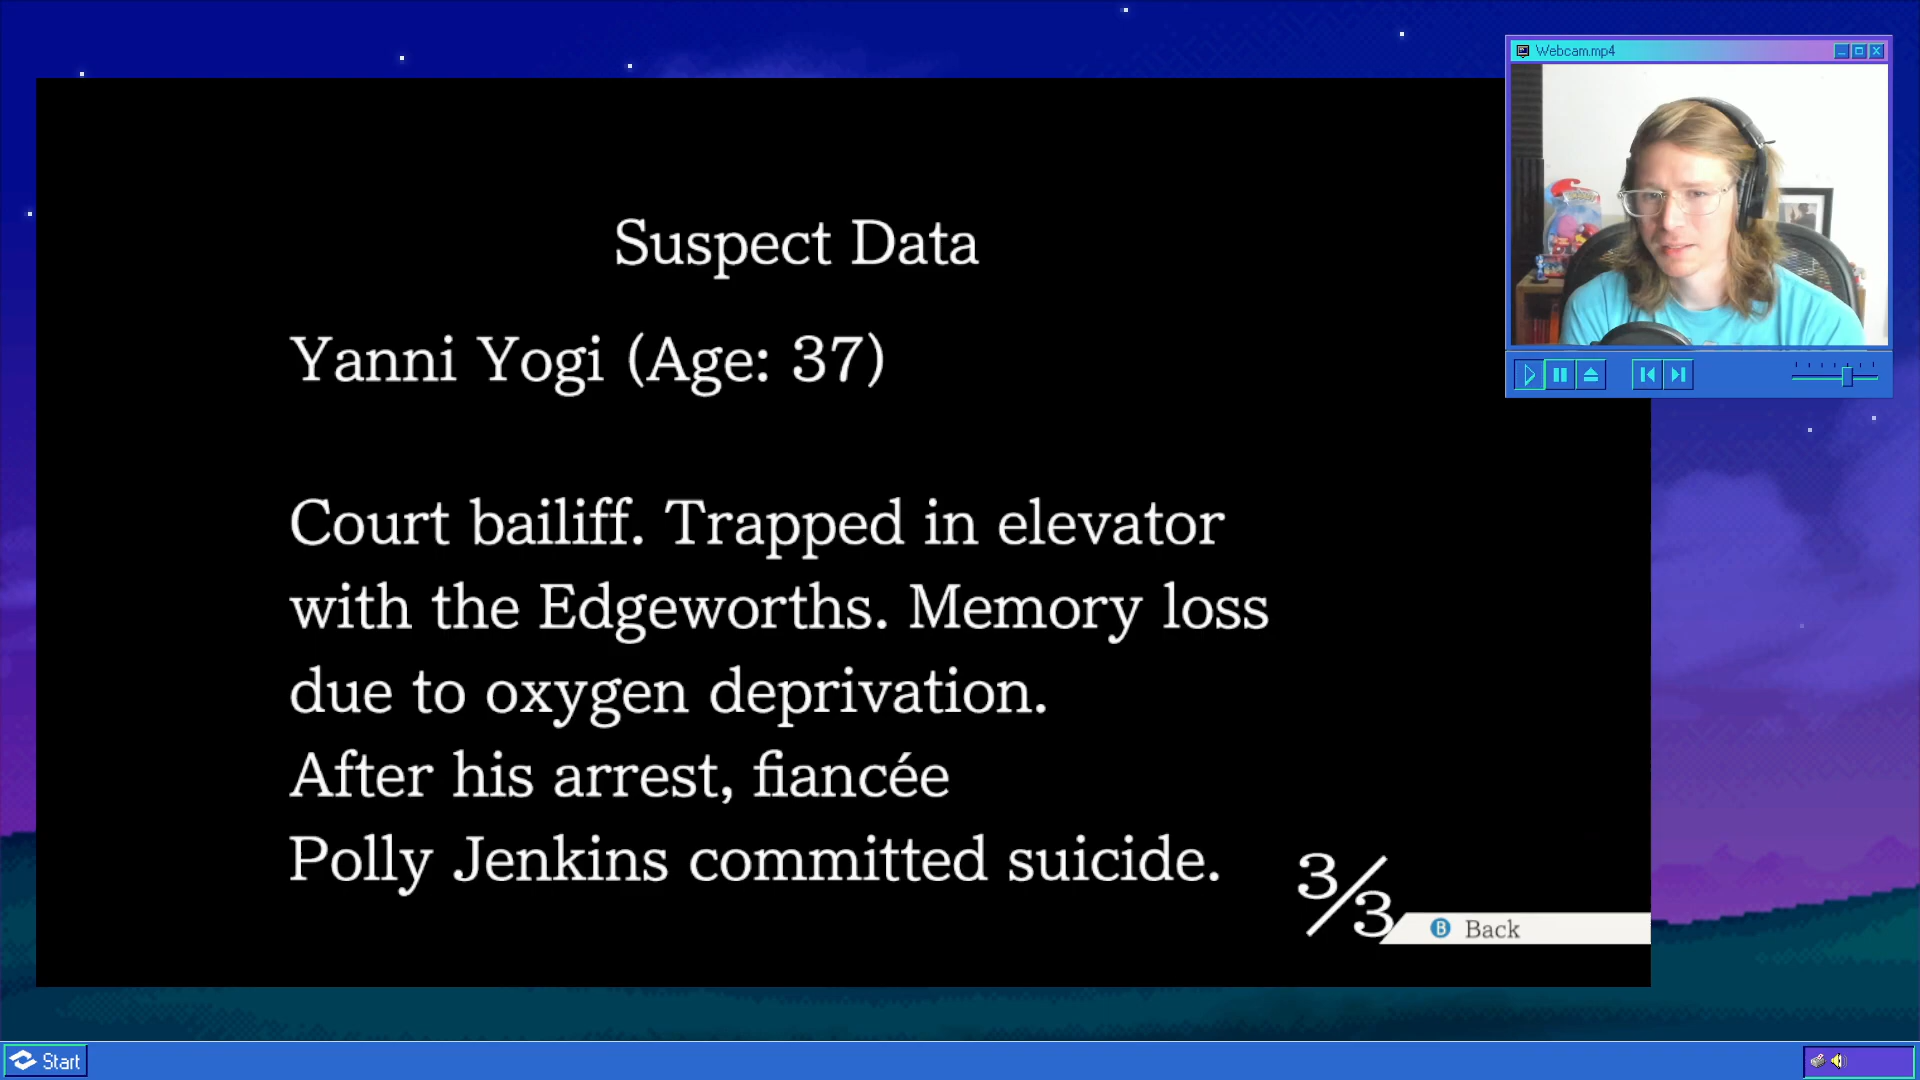 Webcam.mp4
Suspect Data
Yanni Yogi (Age: 37)
Court bailiff. Trapped in elevator
with the Edgeworths. Memory loss
due to oxygen deprivation.
After his arrest, fiancée
Polly Jenkins committed suicide.
3/3
B Back
Start